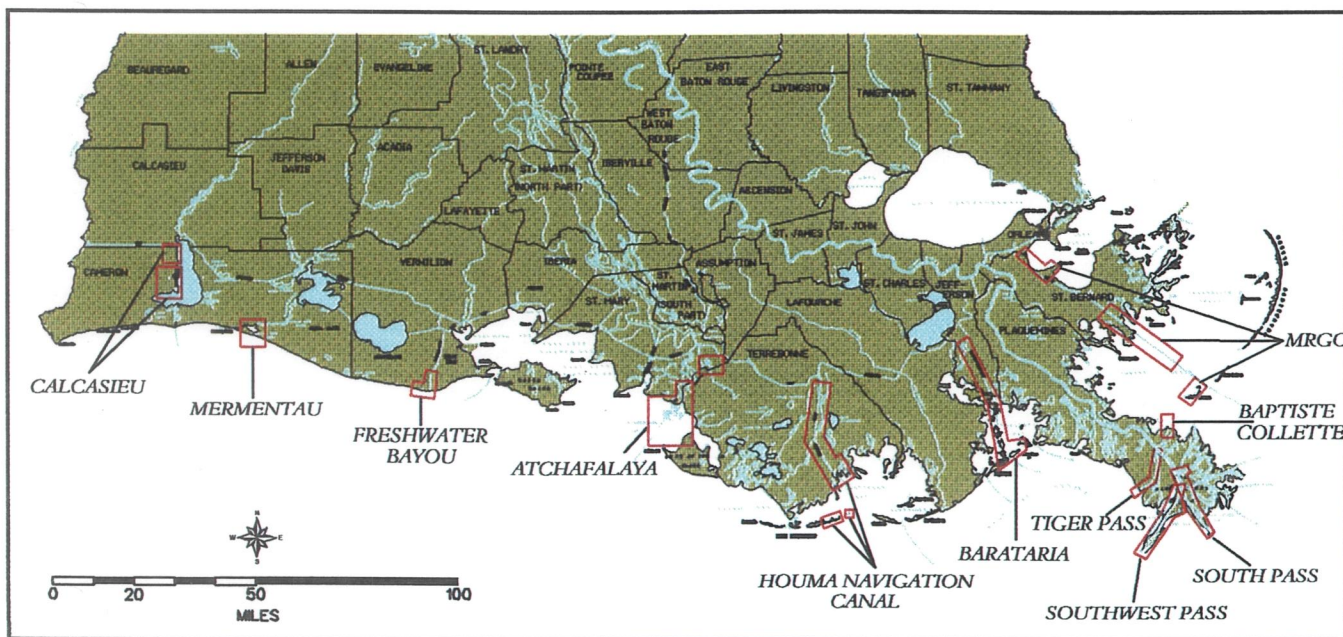 ST. LANDRY
BEAUREGARD
ALLEN
EVANGELINE
POINTE
COUPEE
EAST
BATON ROUGE
LIVINGSTON
TANGIPAHOA
ST. TAMMANY
WEST
BATON
ROUGE
CALCASIEU
JEFFERSON
DAVIS
ACADIA
ST. MARTIN
(NORTH PART)
IBERVILLE
ASCENSION
LAFAYETTE
ST. JAMES
ST. JOHN
ORLEANS
CAMERON
VERMILION
IBERIA
ST.
MARTIN
(SOUTH
PART)
ASSUMPTION
ST. MARY
LAFOURCHE
ST. CHARLES
JEFF-
ERSON
ST. BERNARD
PLAQUEMINES
TERREBONNE
MRGO
CALCASIEU
MERMENTAU
FRESHWATER
BAYOU
ATCHAFALAYA
BAPTISTE
COLLETTE
TIGER PASS
BARATARIA
HOUMA NAVIGATION
CANAL
SOUTH PASS
SOUTHWEST PASS
N
W E
S
0 20 50 100
MILES